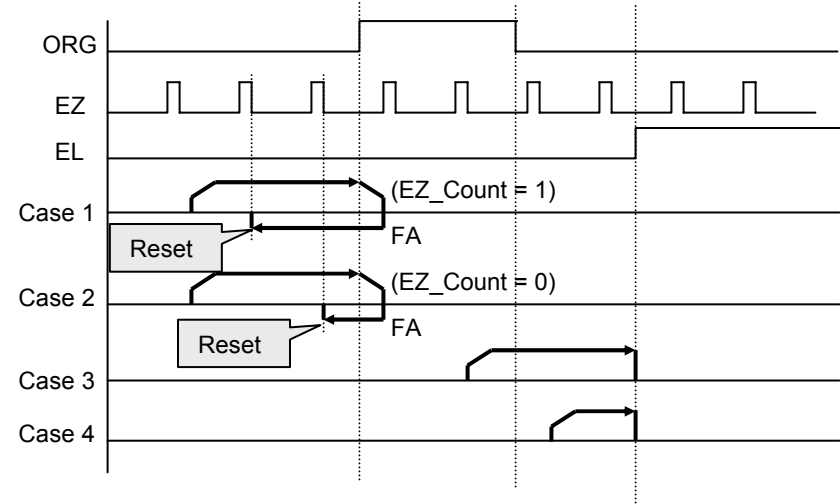 ORG
EZ
EL
(EZ_Count = 1)
Case 1
FA
Reset
(EZ_Count = 0)
Case 2
FA
Reset
Case 3
Case 4